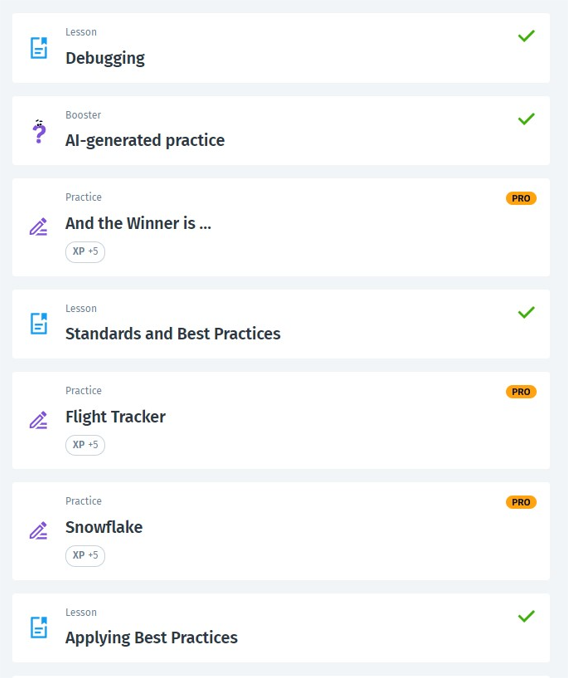 Lesson
Debugging
Booster
AI-generated practice
Practice
PRO
And the Winner is ...
XP +5
Lesson
Standards and Best Practices
Practice
PRO
Flight Tracker
XP +5
Practice
PRO
Snowflake
XP +5
Lesson
Applying Best Practices